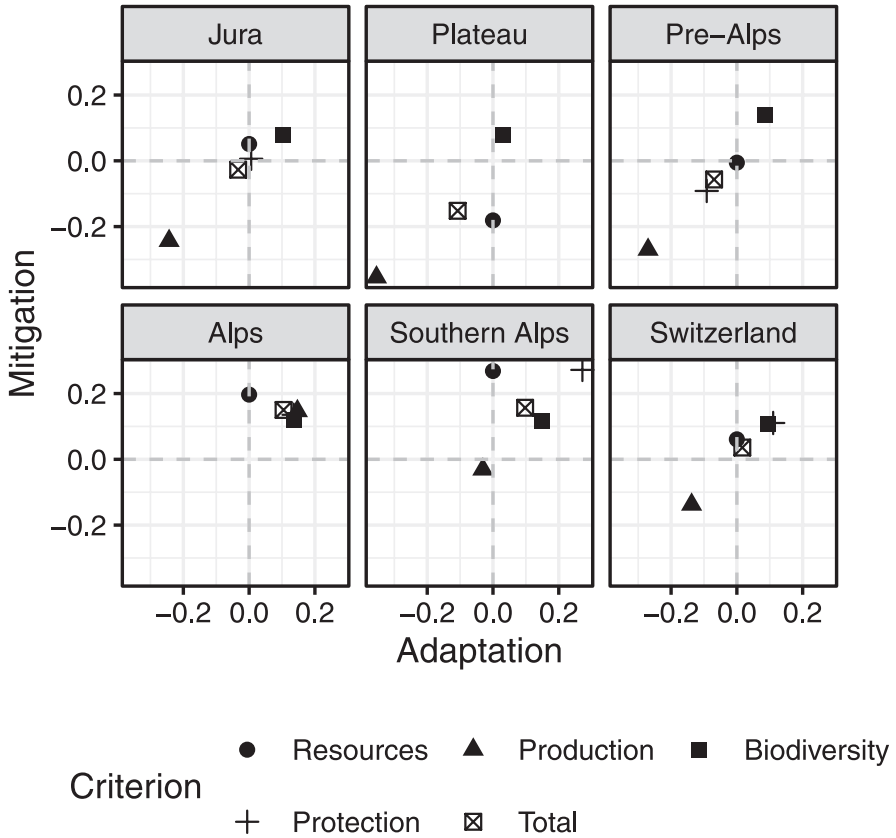 Jura Plateau Pre−Alps
0.2
0.0
−0.2
Mitigation
Alps Southern Alps Switzerland
0.2
0.0
−0.2
−0.2 0.0 0.2 −0.2 0.0 0.2 −0.2 0.0 0.2
Adaptation
Criterion
Resources Production Biodiversity
Protection Total